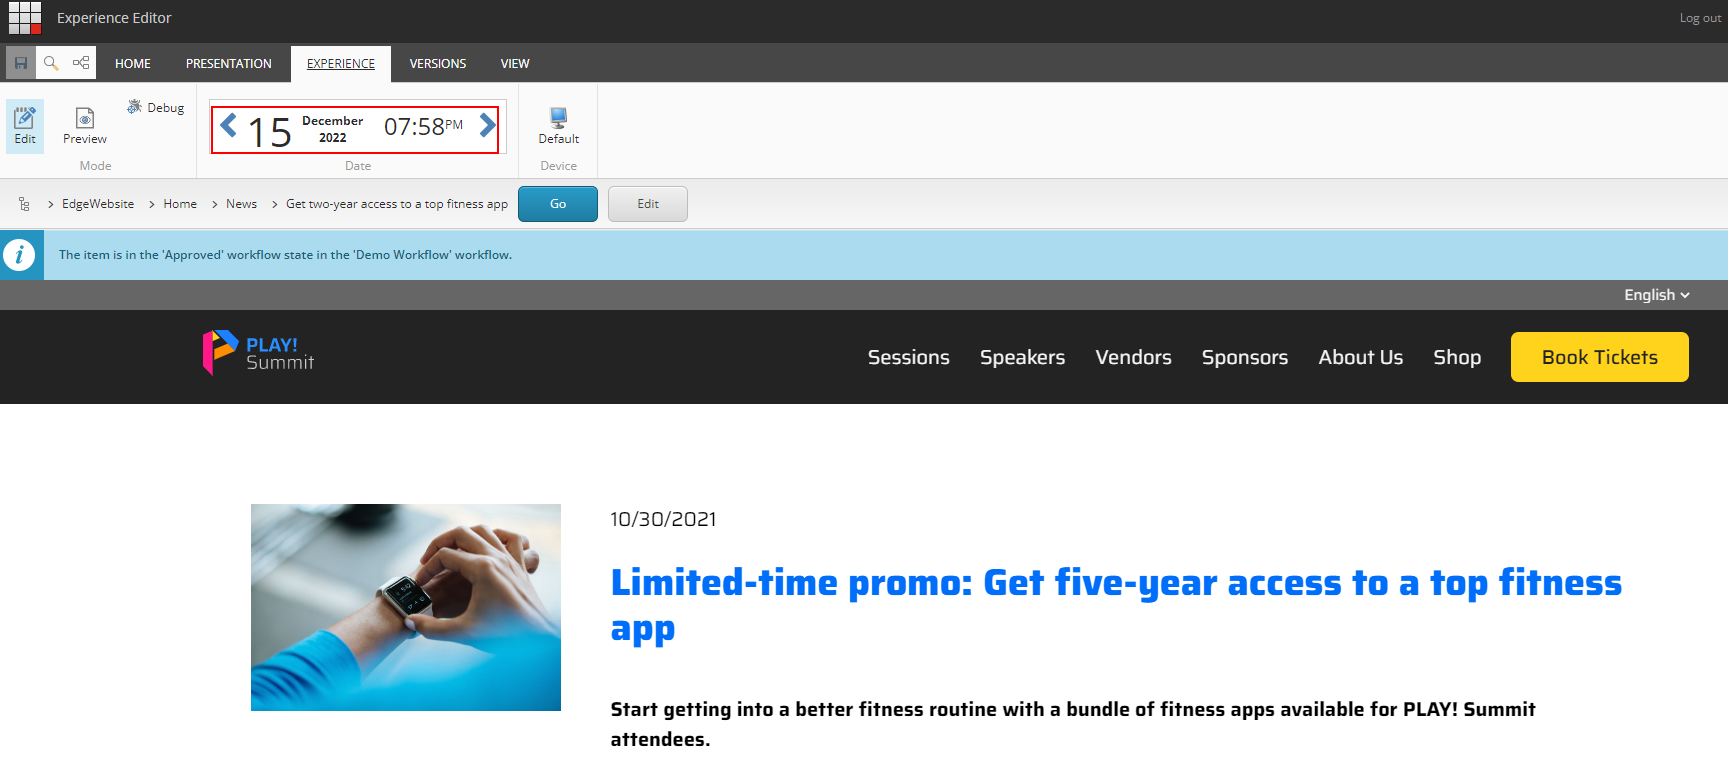 Experience Editor
Log out
HOME PRESENTATION EXPERIENCE VERSIONS VIEW
Edit
Preview
Debug
Mode
15 December 2022 07:58PM
Date
Default
Device
EdgeWebsite > Home > News > Get two-year access to a top fitness app Go Edit
The item is in the 'Approved' workflow state in the 'Demo Workflow' workflow.
English
PLAY!
Summit
Sessions Speakers Vendors Sponsors About Us Shop Book Tickets
10/30/2021
Limited-time promo: Get five-year access to a top fitness
app
Start getting into a better fitness routine with a bundle of fitness apps available for PLAY! Summit
attendees.